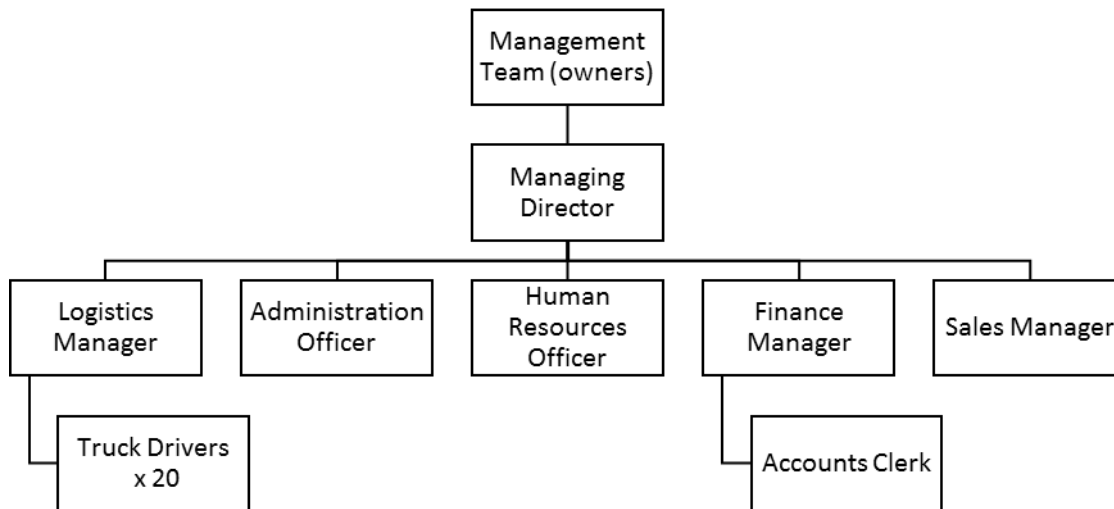 Management
Team (owners)
Managing
Director
Logistics
Manager
Administration
Officer
Human
Resources
Officer
Finance
Manager
Sales Manager
Truck Drivers
x 20
Accounts Clerk